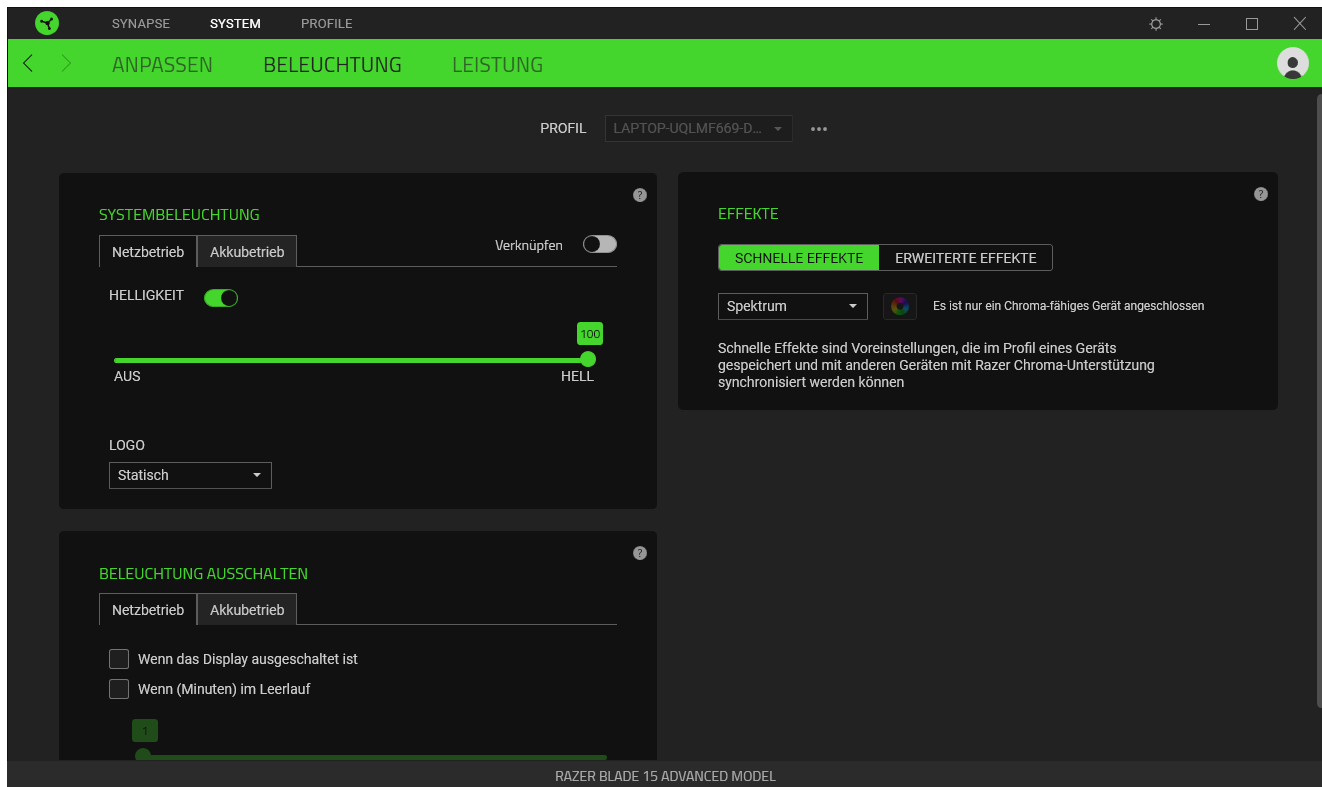 SYNAPSE SYSTEM PROFILE
ANPASSEN BELEUCHTUNG LEISTUNG
PROFIL LAPTOP-UQLMF669-D...
SYSTEMBELEUCHTUNG
Netzbetrieb Akkubetrieb Verknüpfen
HELLIGKEIT
100
AUS HELL
LOGO
Statisch
EFFEKTE
SCHNELLE EFFEKTE ERWEITERTE EFFEKTE
Spektrum Es ist nur ein Chroma-fähiges Gerät angeschlossen
Schnelle Effekte sind Voreinstellungen, die im Profil eines Geräts
gespeichert und mit anderen Geräten mit Razer Chroma-Unterstützung
synchronisiert werden können
BELEUCHTUNG AUSSCHALTEN
Netzbetrieb Akkubetrieb
Wenn das Display ausgeschaltet ist
Wenn (Minuten) im Leerlauf
1
RAZER BLADE 15 ADVANCED MODEL